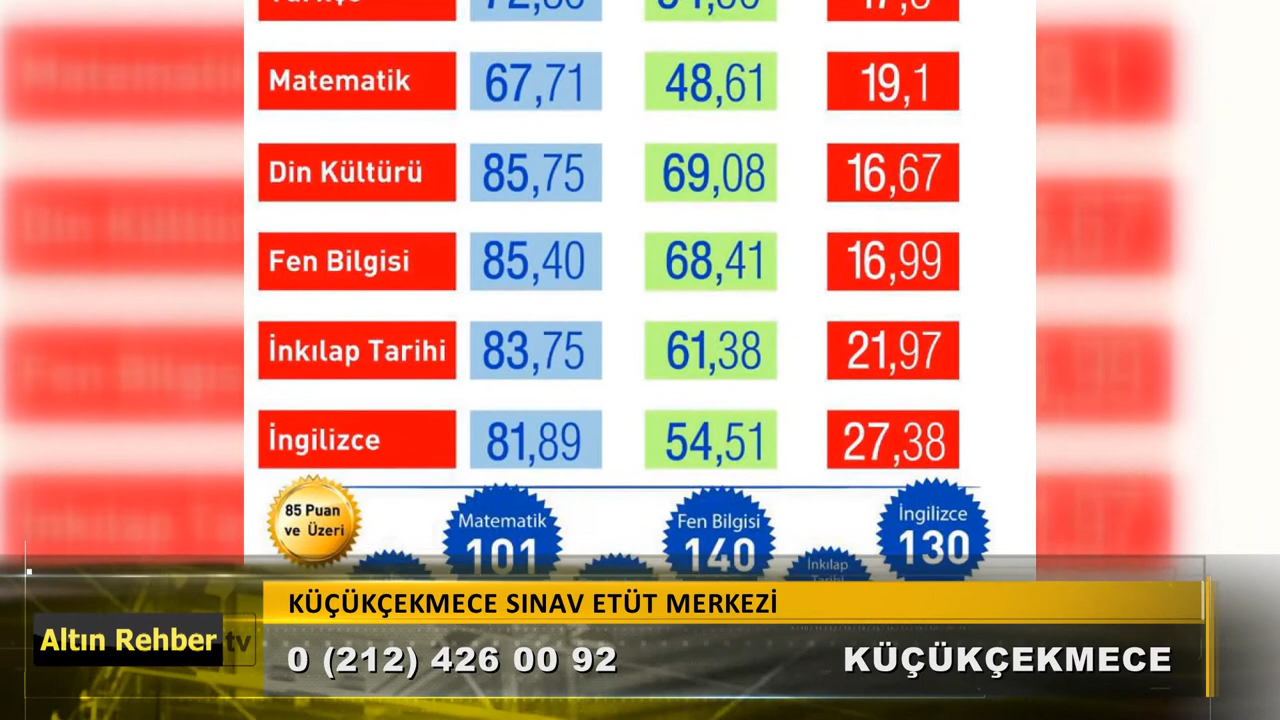 Matematik 67,71 48,61 19,1
Din Kültürü 85,75 69,08 16,67
Fen Bilgisi 85,40 68,41 16,99
İnkılap Tarihi 83,75 61,38 21,97
İngilizce 81,89 54,51 27,38
85 Puan
ve Üzeri
Matematik
101
Fen Bilgisi
140
İngilizce
130
İnkılap
KÜÇÜKÇEKMECE SINAV ETÜT MERKEZİ
Altın Rehber tv
0 (212) 426 00 92
KÜÇÜKÇEKMECE